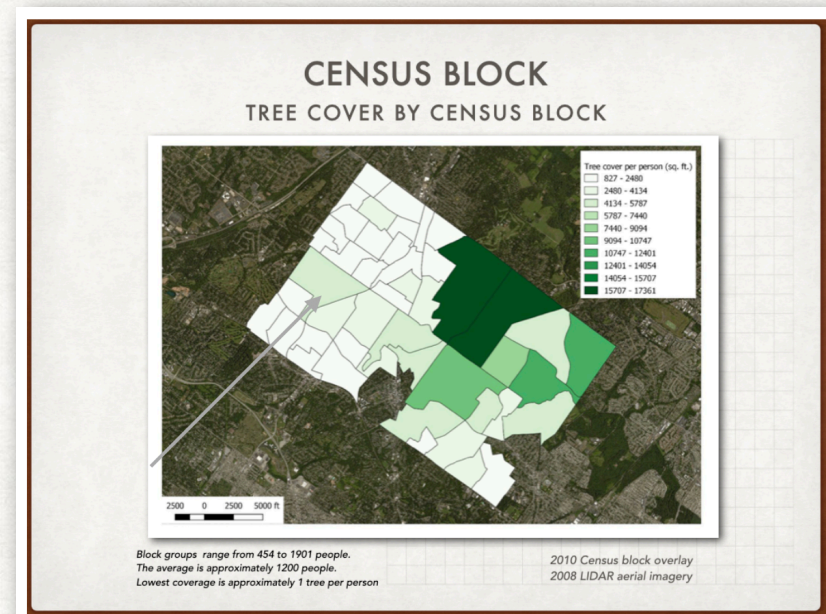 CENSUS BLOCK
TREE COVER BY CENSUS BLOCK
Tree cover per person (sq. ft.)
827 - 2480
2480 - 4134
4134 - 5787
5787 - 7440
7440 - 9094
9094 - 10747
10747 - 12401
12401 - 14054
14054 - 15707
15707 - 17361
2500 0 2500 5000 ft
Block groups range from 454 to 1901 people.
The average is approximately 1200 people.
Lowest coverage is approximately 1 tree per person
2010 Census block overlay
2008 LIDAR aerial imagery